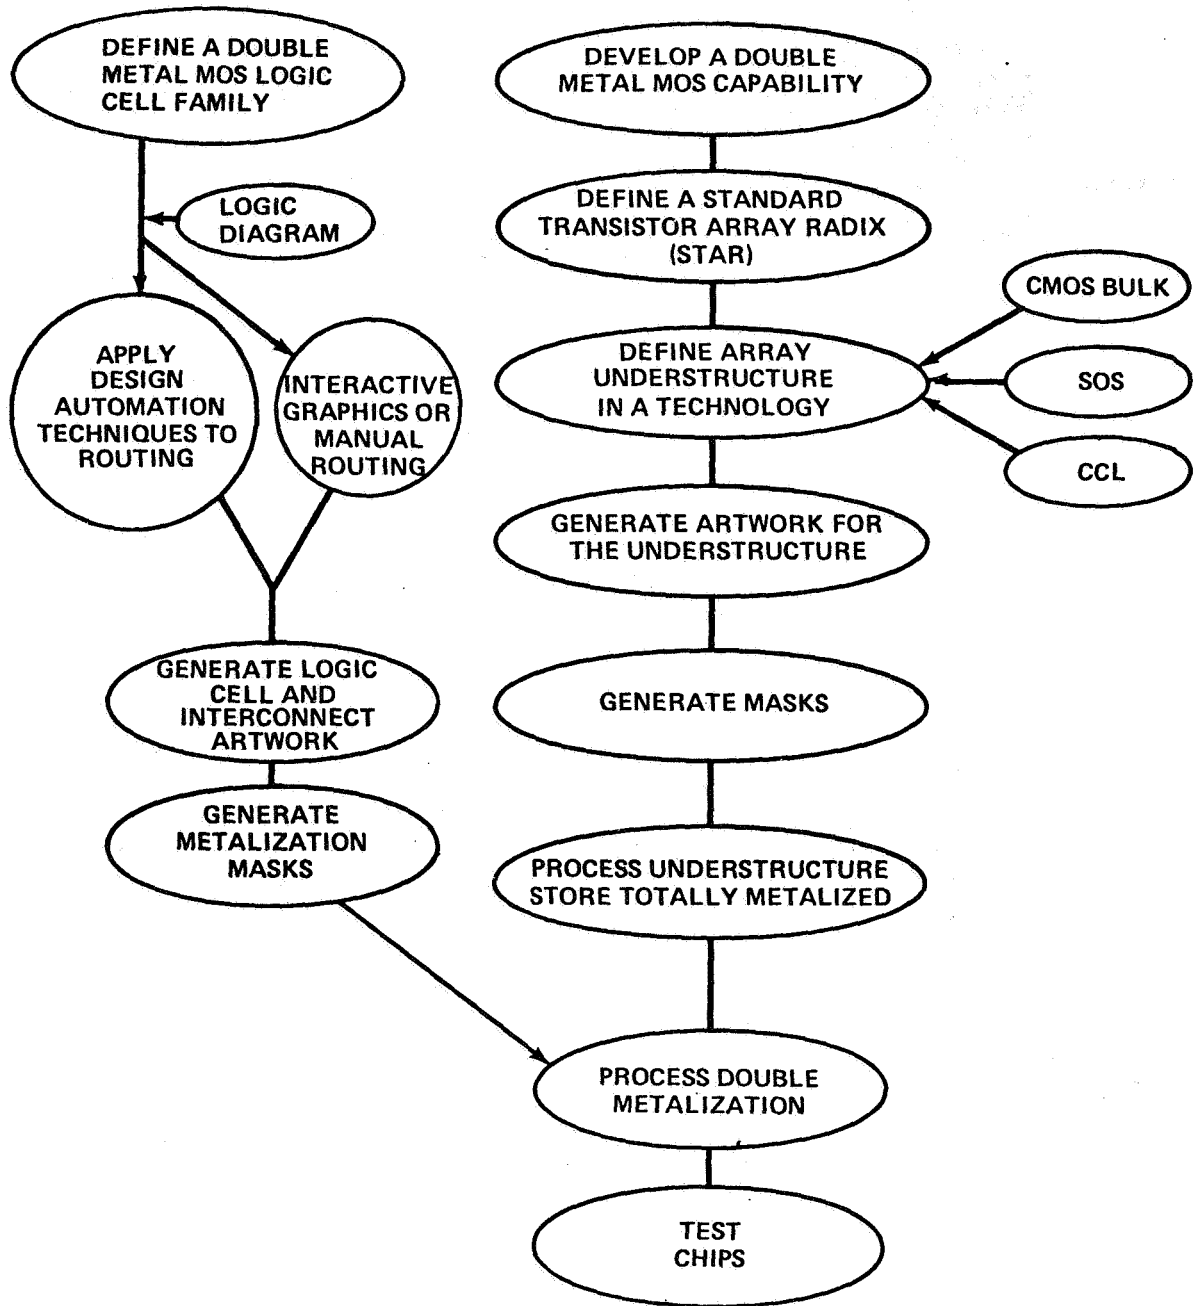 DEFINE A DOUBLE
METAL MOS LOGIC
CELL FAMILY
LOGIC
DIAGRAM
APPLY
DESIGN
AUTOMATION
TECHNIQUES TO
ROUTING
INTERACTIVE
GRAPHICS OR
MANUAL
ROUTING
GENERATE LOGIC
CELL AND
INTERCONNECT
ARTWORK
GENERATE
METALIZATION
MASKS
DEVELOP A DOUBLE
METAL MOS CAPABILITY
DEFINE A STANDARD
TRANSISTOR ARRAY RADIX
(STAR)
DEFINE ARRAY
UNDERSTRUCTURE
IN A TECHNOLOGY
CMOS BULK
SOS
CCL
GENERATE ARTWORK FOR
THE UNDERSTRUCTURE
GENERATE MASKS
PROCESS UNDERSTRUCTURE
STORE TOTALLY METALIZED
PROCESS DOUBLE
METALIZATION
TEST
CHIPS